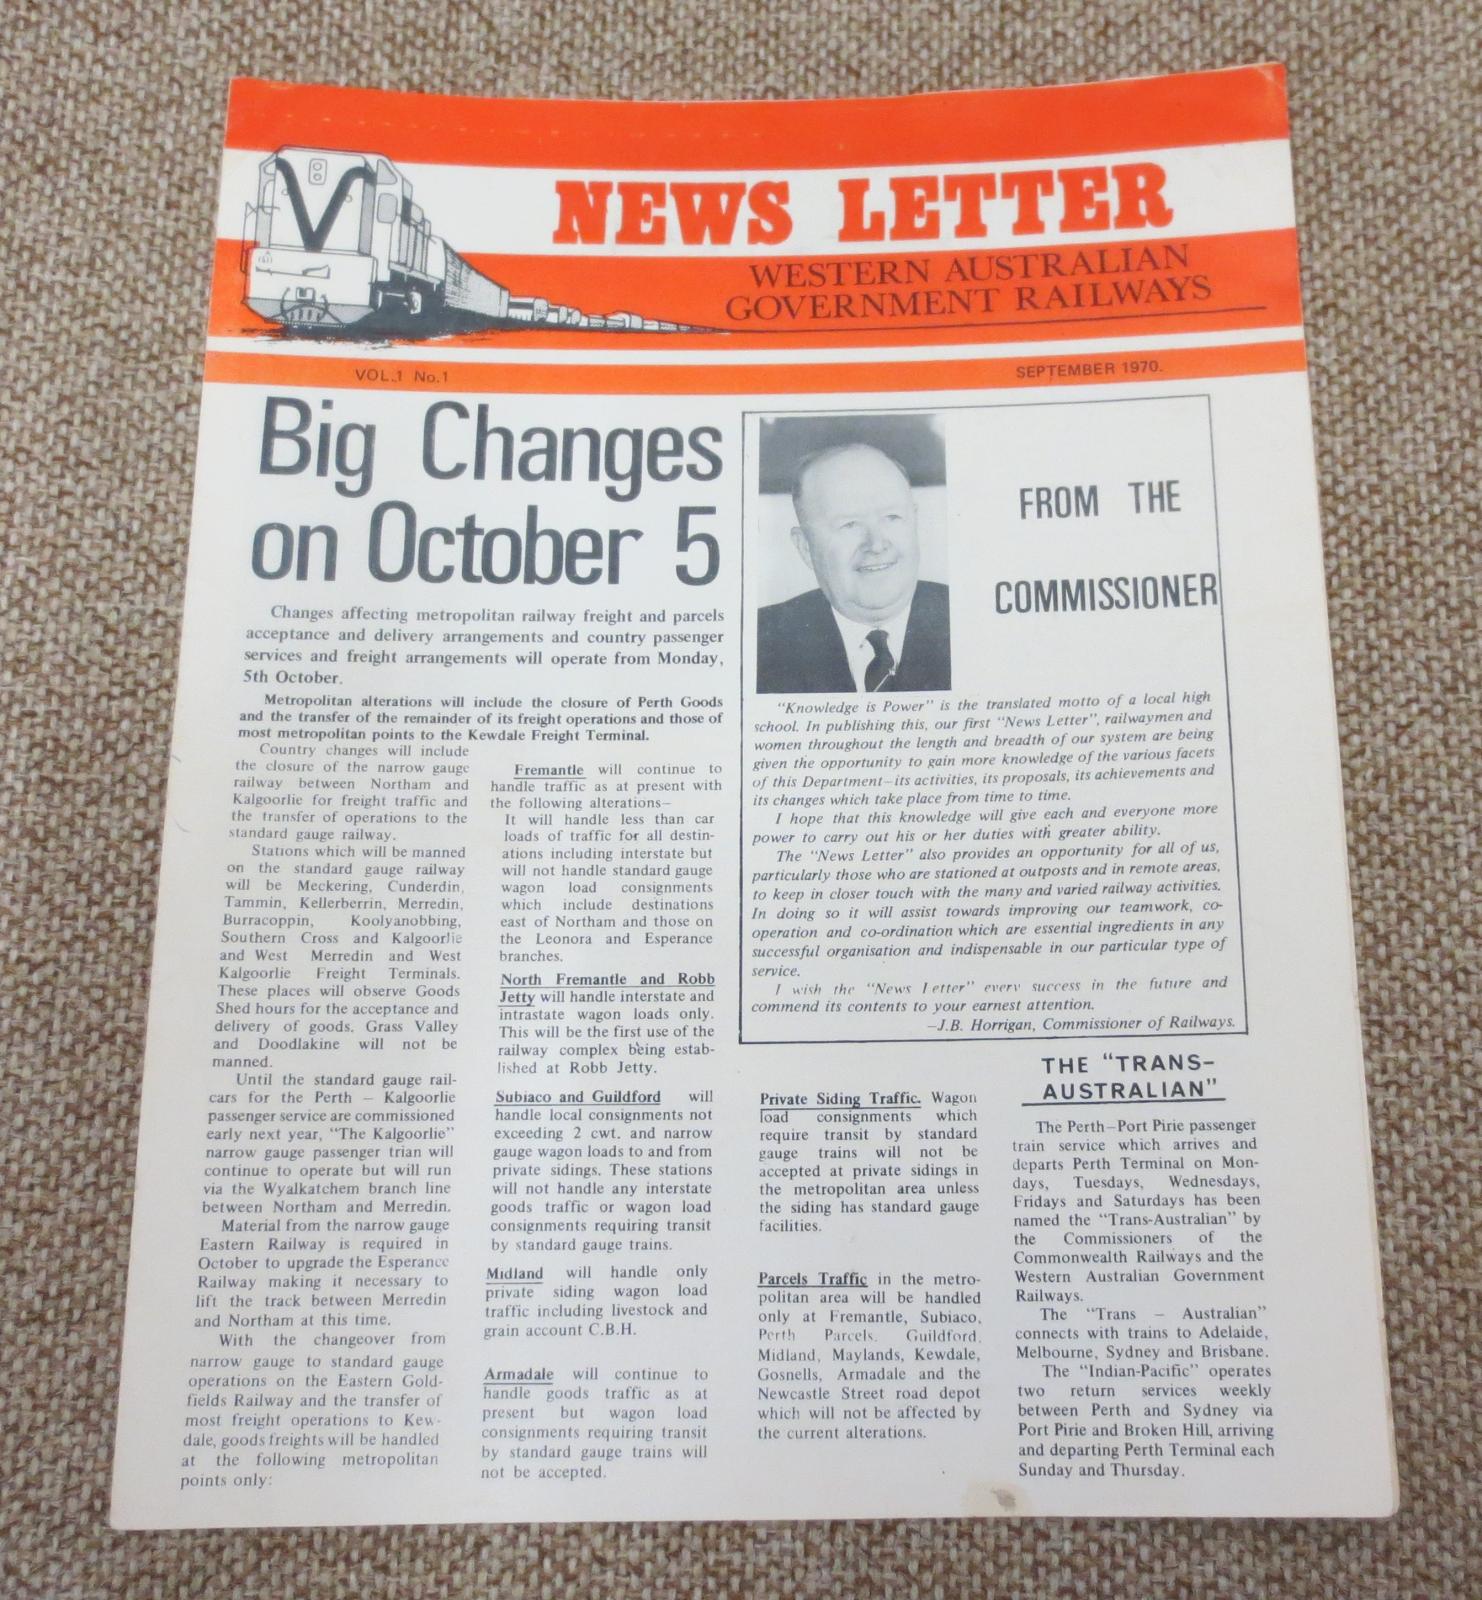 NEWS LETTER
WESTERN AUSTRALIAN
GOVERNMENT RAILWAYS
VOL.1 No.1
SEPTEMBER 1970.
Big Changes
on October 5
Changes affecting metropolitan railway freight and parcels
acceptance and delivery arrangements and country passenger
services and freight arrangements will operate from Monday,
5th October.
Metropolitan alterations will include the closure of Perth Goods
and the transfer of the remainder of its freight operations and those of
most metropolitan points to the Kewdale Freight Terminal.
Country changes will include
the closure of the narrow gauge
railway between Northam and
Kalgoorlie for freight traffic and
the transfer of operations to the
standard gauge railway.
Stations which will be manned
on the standard gauge railway
will be Meckering, Cunderdin,
Tammin, Kellerberrin, Merredin,
Burracoppin, Koolyanobbing,
Southern Cross and Kalgoorlie
and West Merredin and West
Kalgoorlie Freight Terminals.
These places will observe Goods
Shed hours for the acceptance and
delivery of goods. Grass Valley
and Doodlakine will not be
manned.
Until the standard gauge rail-
cars for the Perth – Kalgoorlie
passenger service are commissioned
early next year, "The Kalgoorlie"
narrow gauge passenger trian will
continue to operate but will run
via the Wyalkatchem branch line
between Northam and Merredin.
Material from the narrow gauge
Eastern Railway is required in
October to upgrade the Esperance
Railway making it necessary to
lift the track between Merredin
and Northam at this time.
With the changeover from
narrow gauge to standard gauge
operations on the Eastern Gold-
fields Railway and the transfer of
most freight operations to Kew-
dale, goods freights will be handled
at the following metropolitan
points only:
Fremantle will continue to
handle traffic as at present with
the following alterations–
It will handle less than car
loads of traffic for all destin-
ations including interstate but
will not handle standard gauge
wagon load consignments
which include destinations
east of Northam and those on
the Leonora and Esperance
branches.
North Fremantle and Robb
Jetty will handle interstate and
intrastate wagon loads only.
This will be the first use of the
railway complex being estab-
lished at Robb Jetty.
Subiaco and Guildford will
handle local consignments not
exceeding 2 cwt. and narrow
gauge wagon loads to and from
private sidings. These stations
will not handle any interstate
goods traffic or wagon load
consignments requiring transit
by standard gauge trains.
Midland will handle only
private siding wagon load
traffic including livestock and
grain account C.B.H.
Armadale will continue to
handle goods traffic as at
present but wagon load
consignments requiring transit
by standard gauge trains will
not be accepted.
FROM THE
COMMISSIONER
"Knowledge is Power" is the translated motto of a local high
school. In publishing this, our first "News Letter", railwaymen and
women throughout the length and breadth of our system are being
given the opportunity to gain more knowledge of the various facets
of this Department–its activities, its proposals, its achievements and
its changes which take place from time to time.
I hope that this knowledge will give each and everyone more
power to carry out his or her duties with greater ability.
The "News Letter" also provides an opportunity for all of us,
particularly those who are stationed at outposts and in remote areas,
to keep in closer touch with the many and varied railway activities.
In doing so it will assist towards improving our teamwork, co-
operation and co-ordination which are essential ingredients in any
successful organisation and indispensable in our particular type of
service.
I wish the "News Letter" every success in the future and
commend its contents to your earnest attention.
–J.B. Horrigan, Commissioner of Railways.
Private Siding Traffic. Wagon
load consignments which
require transit by standard
gauge trains will not be
accepted at private sidings in
the metropolitan area unless
the siding has standard gauge
facilities.
Parcels Traffic in the metro-
politan area will be handled
only at Fremantle, Subiaco,
Perth Parcels, Guildford,
Midland, Maylands, Kewdale,
Gosnells, Armadale and the
Newcastle Street road depot
which will not be affected by
the current alterations.
THE "TRANS-
AUSTRALIAN"
The Perth–Port Pirie passenger
train service which arrives and
departs Perth Terminal on Mon-
days, Tuesdays, Wednesdays,
Fridays and Saturdays has been
named the "Trans-Australian" by
the Commissioners of the
Commonwealth Railways and the
Western Australian Government
Railways.
The "Trans – Australian"
connects with trains to Adelaide,
Melbourne, Sydney and Brisbane.
The "Indian-Pacific" operates
two return services weekly
between Perth and Sydney via
Port Pirie and Broken Hill, arriving
and departing Perth Terminal each
Sunday and Thursday.